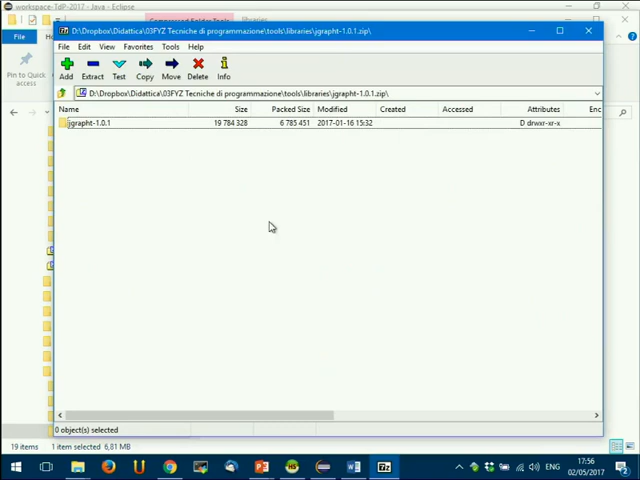 workspace-TdP-2017 - Java - Eclipse
Compressed Folder Tools
libraries
D:\Dropbox\Didattica\03FYZ Tecniche di programmazione\tools\libraries\jgrapht-1.0.1.zip\
File
File Edit View Favorites Tools Help
Pin to Quick
access
Add Extract Test Copy Move Delete Info
D:\Dropbox\Didattica\03FYZ Tecniche di programmazione\tools\libraries\jgrapht-1.0.1.zip\
Name Size Packed Size Modified Created Accessed Attributes Enc
jgrapht-1.0.1 19 784 328 6 785 451 2017-01-16 15:32 D drwxr-xr-x
0 object(s) selected
19 items 1 item selected 6,81 MB
ENG
17:56
02/05/2017